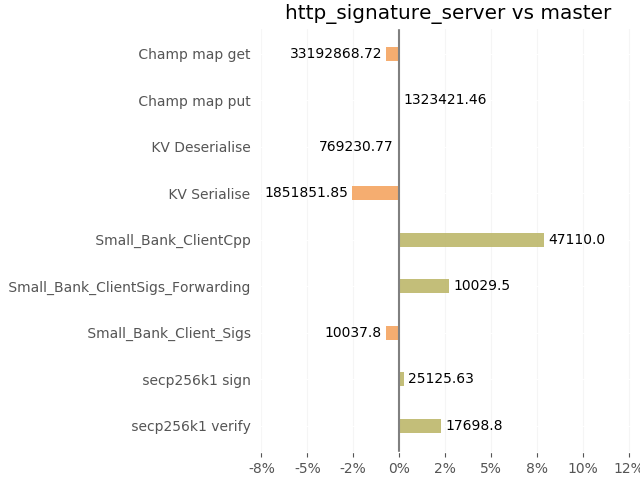 http_signature_server vs master
Champ map get 33192868.72
Champ map put 1323421.46
KV Deserialise 769230.77
KV Serialise 1851851.85
Small_Bank_ClientCpp 47110.0
Small_Bank_ClientSigs_Forwarding 10029.5
Small_Bank_Client_Sigs 10037.8
secp256k1 sign 25125.63
secp256k1 verify 17698.8
-8% -5% -2% 0% 2% 5% 8% 10% 12%